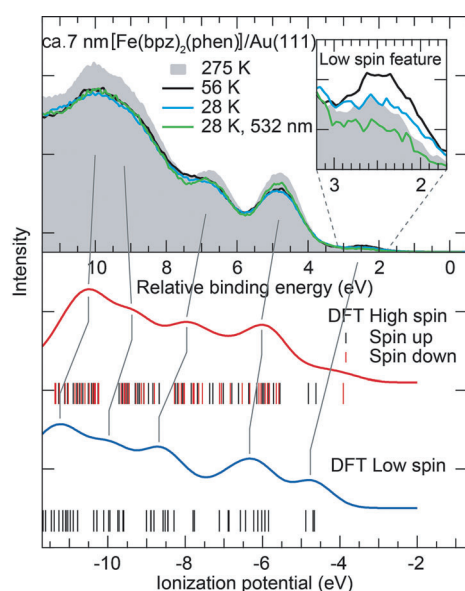 ca.7 nm[Fe(bpz)₂(phen)]/Au(111)
275 K
56 K
28 K
28 K, 532 nm
Low spin feature
3 2
Intensity
10 8 6 4 2 0
Relative binding energy (eV)
DFT High spin
Spin up
Spin down
DFT Low spin
-10 -8 -6 -4 -2 0
Ionization potential (eV)